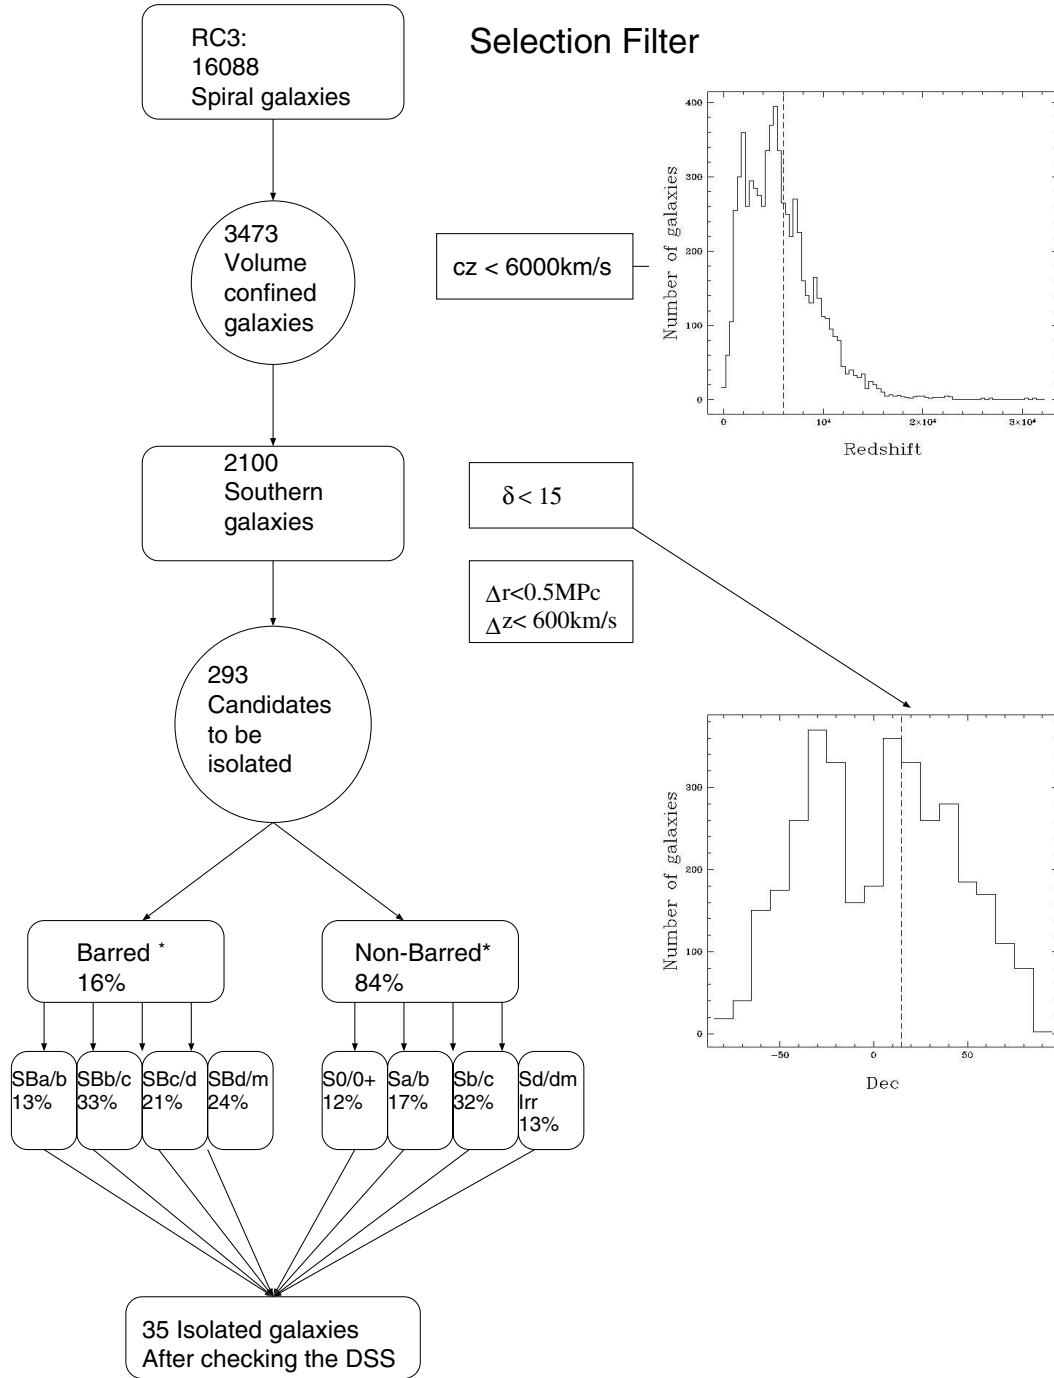 Selection Filter
RC3:
16088
Spiral galaxies
3473
Volume
confined
galaxies
cz < 6000km/s
400
300
200
100
0
Number of galaxies
0
10⁴
2×10⁴
3×10⁴
Redshift
2100
Southern
galaxies
δ < 15
Δr<0.5MPc
Δz< 600km/s
293
Candidates
to be
isolated
300
200
100
0
Number of galaxies
−50
0
50
Dec
Barred *
16%
Non-Barred*
84%
SBa/b
13%
SBb/c
33%
SBc/d
21%
SBd/m
24%
S0/0+
12%
Sa/b
17%
Sb/c
32%
Sd/dm
Irr
13%
35 Isolated galaxies
After checking the DSS